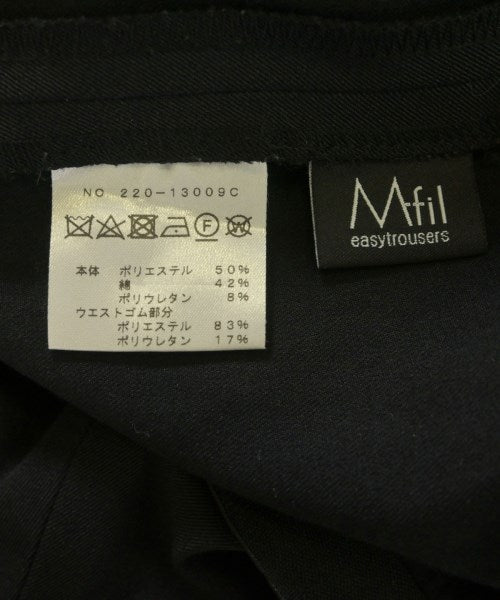 NO 220-13009C
F W
本体 ポリエステル 50%
綿 42%
ポリウレタン 8%
ウエストゴム部分
ポリエステル 83%
ポリウレタン 17%
Mfil
easytrousers